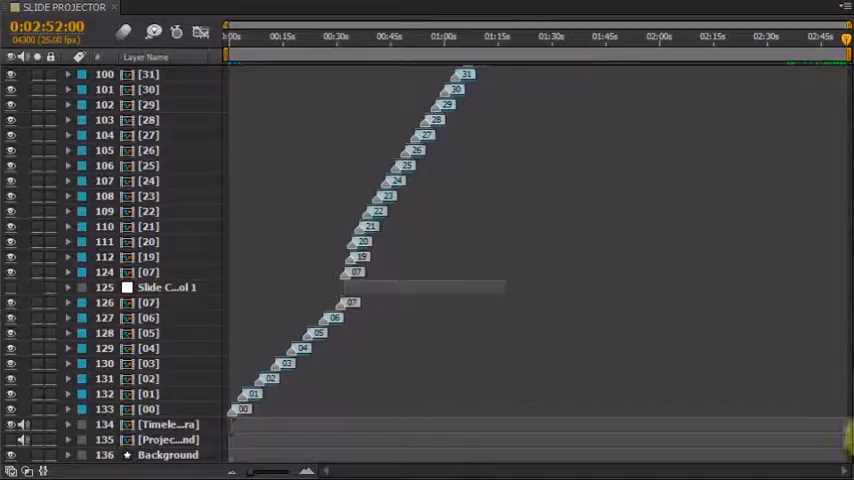 SLIDE PROJECTOR ×
0:02:52:00
04300 (25.00 fps)
# Layer Name
00s 00:15s 00:30s 00:45s 01:00s 01:15s 01:30s 01:45s 02:00s 02:15s 02:30s 02:45s
100 [31] 31
101 [30] 30
102 [29] 29
103 [28] 28
104 [27] 27
105 [26] 26
106 [25] 25
107 [24] 24
108 [23] 23
109 [22] 22
110 [21] 21
111 [20] 20
112 [19] 19
124 [07] 07
125 Slide C...ol 1
126 [07] 07
127 [06] 06
128 [05] 05
129 [04] 04
130 [03] 03
131 [02] 02
132 [01] 01
133 [00] 00
134 [Timele...ra]
135 [Projec...nd]
136 Background